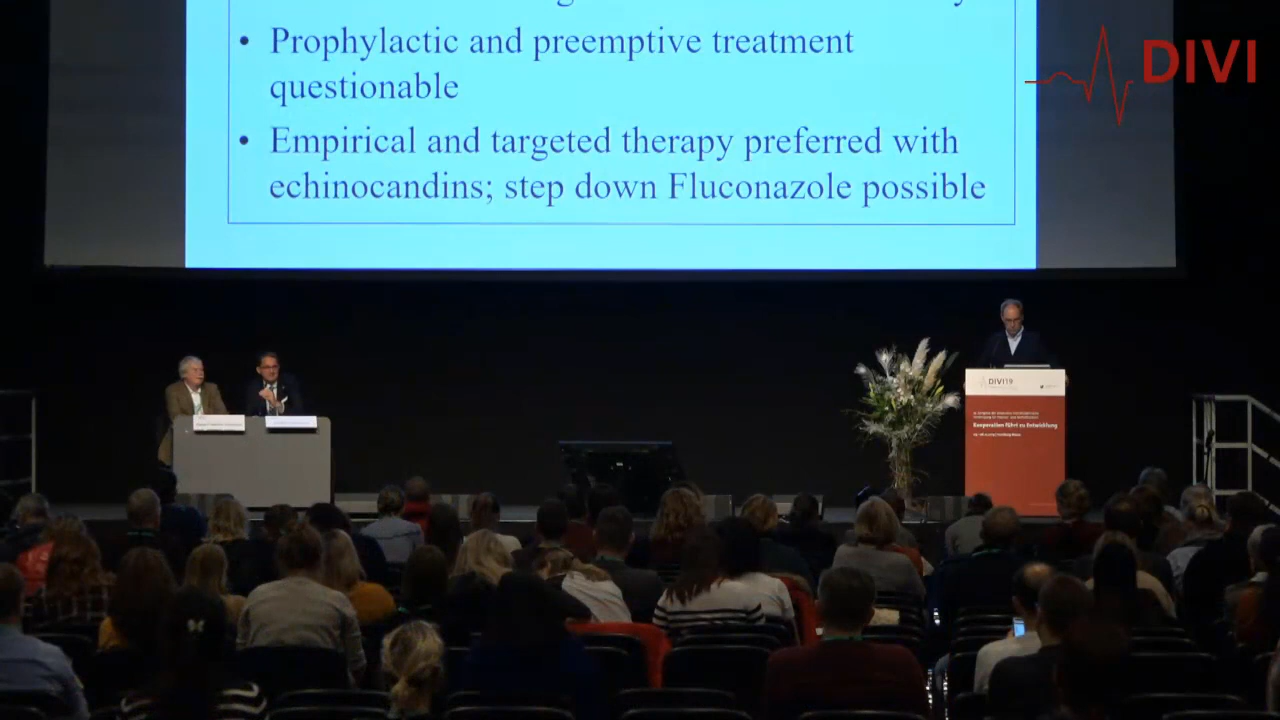 • Prophylactic and preemptive treatment
questionable
• Empirical and targeted therapy preferred with
echinocandins; step down Fluconazole possible
DIVI
DIVI19
Kooperation führt zu Entwicklung